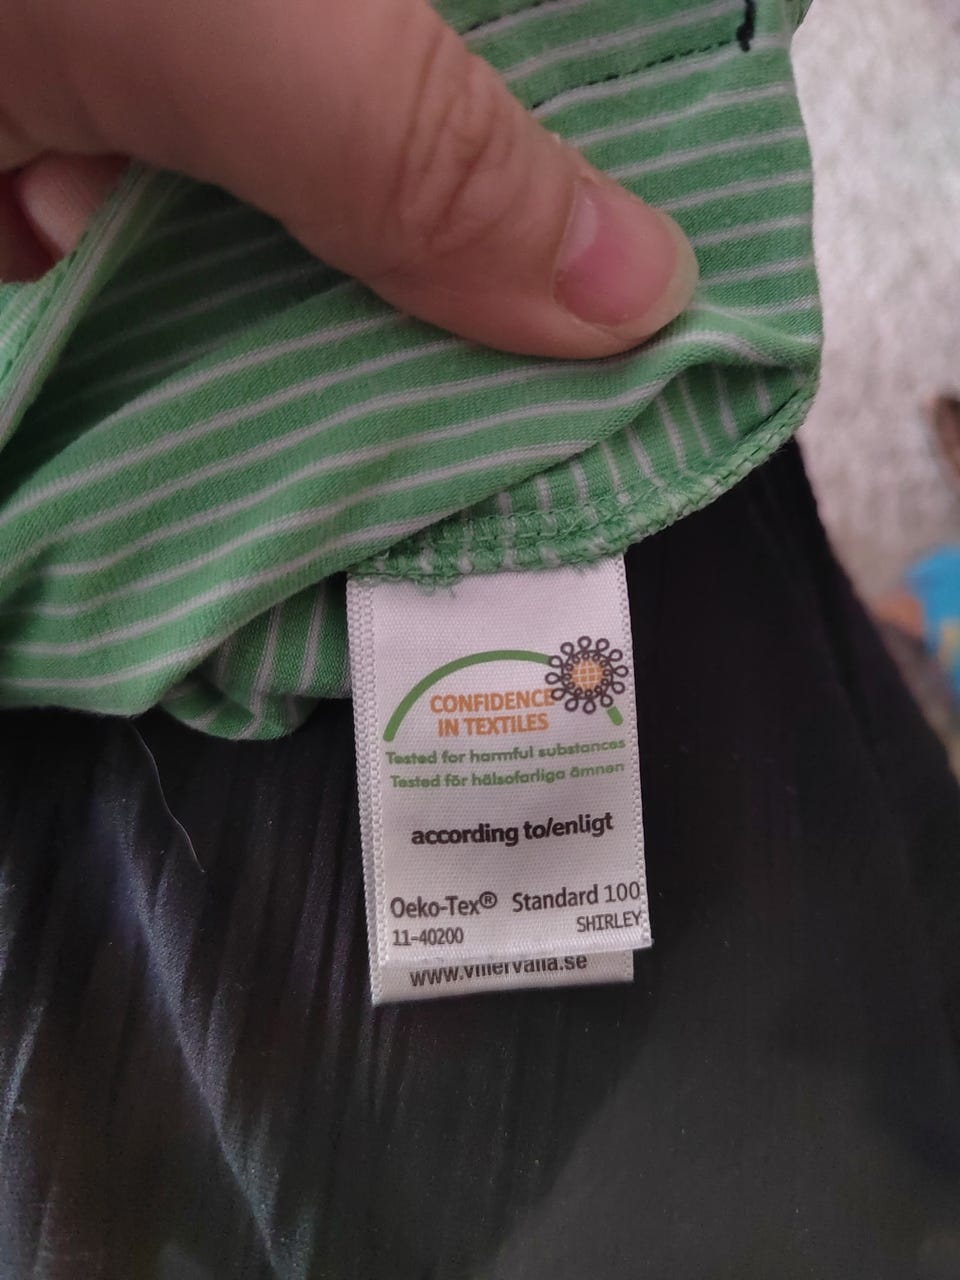 CONFIDENCE
IN TEXTILES
Tested for harmful substances
Tested för hälsofarliga ämnen
according to/enligt
Oeko-Tex® Standard 100
11-40200 SHIRLEY
www.villervalla.se